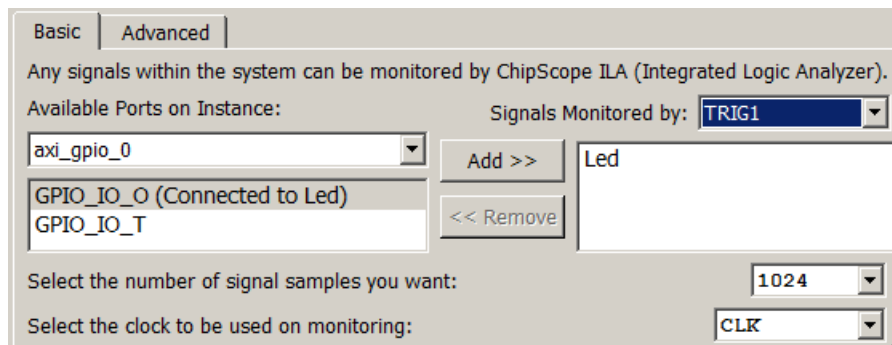 Basic Advanced
Any signals within the system can be monitored by ChipScope ILA (Integrated Logic Analyzer).
Available Ports on Instance: Signals Monitored by: TRIG1
axi_gpio_0 Add >> Led
GPIO_IO_O (Connected to Led)
GPIO_IO_T << Remove
Select the number of signal samples you want: 1024
Select the clock to be used on monitoring: CLK